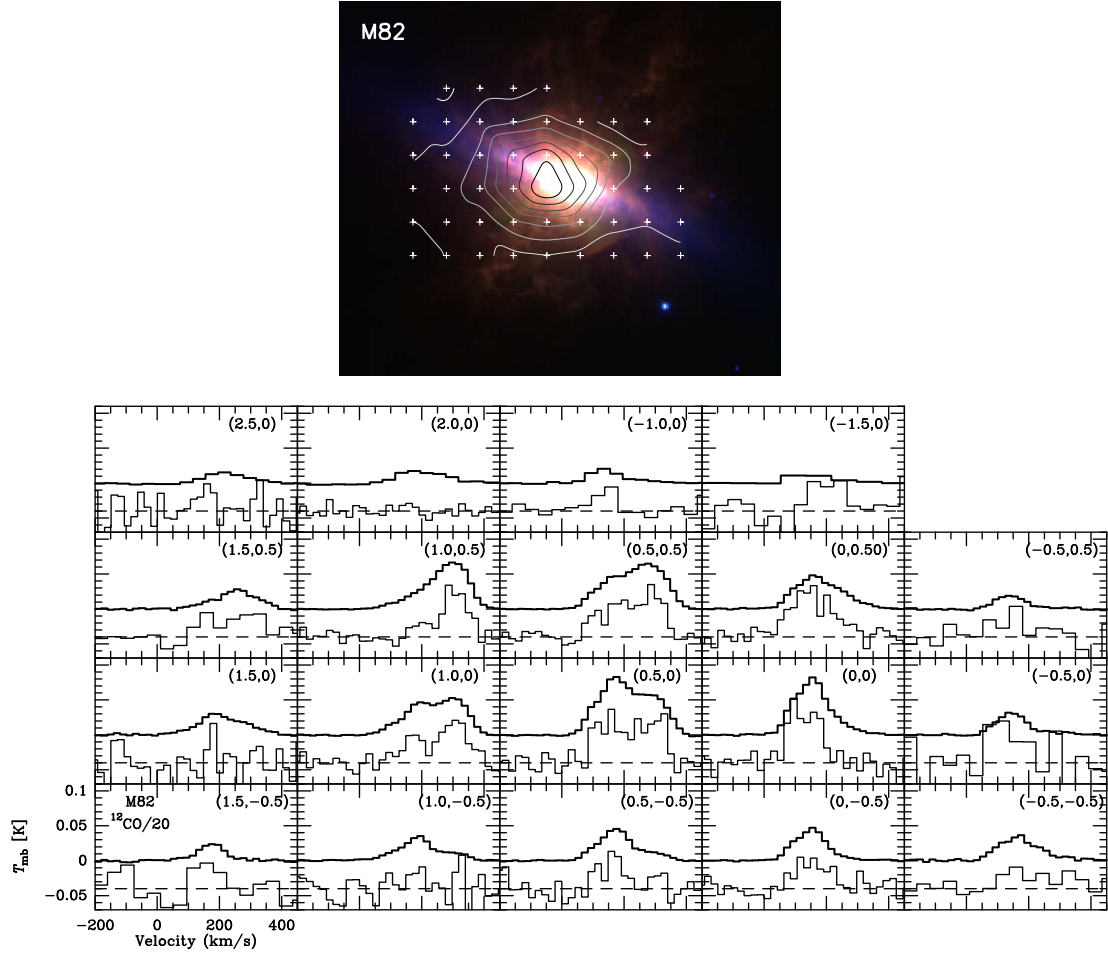 M82
(2.5,0) (2.0,0) (−1.0,0) (−1.5,0)
(1.5,0.5) (1.0,0.5) (0.5,0.5) (0,0.50) (−0.5,0.5)
(1.5,0) (1.0,0) (0.5,0) (0,0) (−0.5,0)
0.1 M82 (1.5,−0.5) (1.0,−0.5) (0.5,−0.5) (0,−0.5) (−0.5,−0.5)
¹²CO/20
0.05
0
−0.05
Tmb [K]
−200 0 200 400
Velocity (km/s)